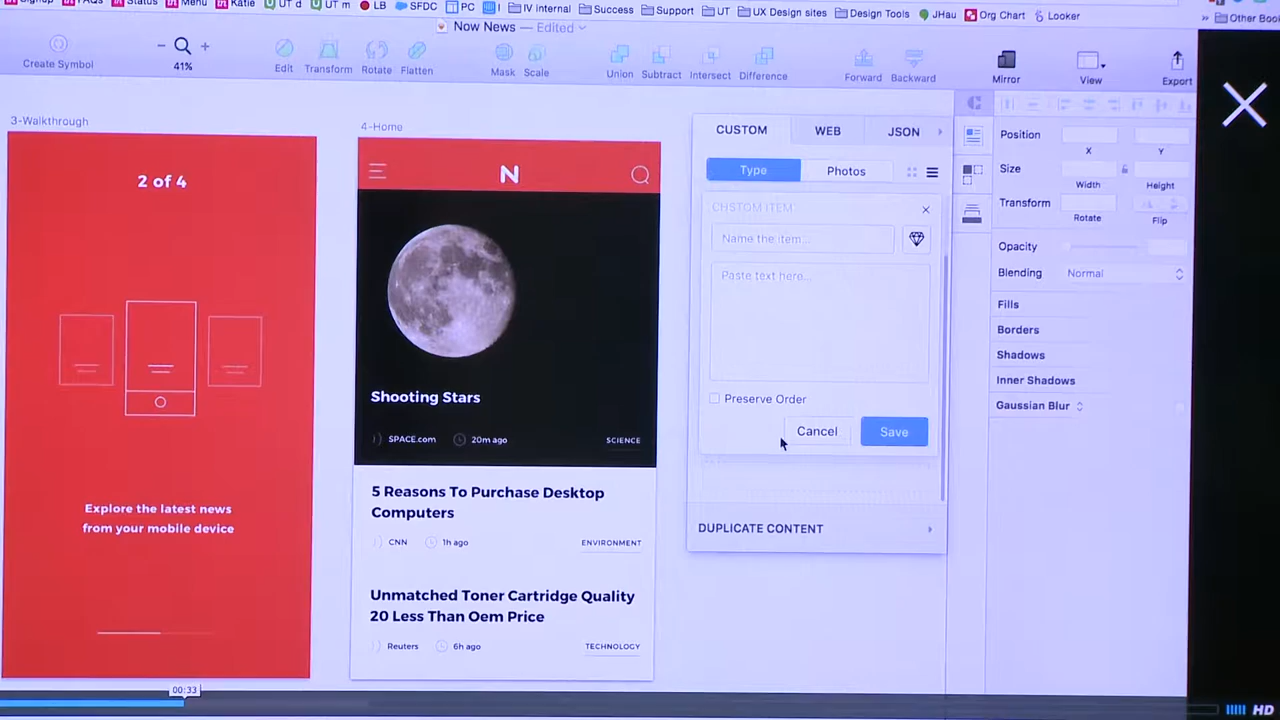 Signup FAQs Status Menu Katie UT d UT m LB SFDC PC I IV internal Success Support UT UX Design sites Design Tools JHau Org Chart Looker
» Other Boo
Now News — Edited
Create Symbol
41%
Edit Transform Rotate Flatten
Mask Scale
Union Subtract Intersect Difference
Forward Backward
Mirror
View
Export
3-Walkthrough
2 of 4
Explore the latest news
from your mobile device
4-Home
N
Shooting Stars
SPACE.com 20m ago SCIENCE
5 Reasons To Purchase Desktop
Computers
CNN 1h ago ENVIRONMENT
Unmatched Toner Cartridge Quality
20 Less Than Oem Price
Reuters 6h ago TECHNOLOGY
CUSTOM WEB JSON
Type Photos
CUSTOM ITEM
Name the item...
Paste text here...
Preserve Order
Cancel Save
DUPLICATE CONTENT
Position
X Y
Size
Width Height
Transform
Rotate Flip
Opacity
Blending Normal
Fills
Borders
Shadows
Inner Shadows
Gaussian Blur
00:33
HD